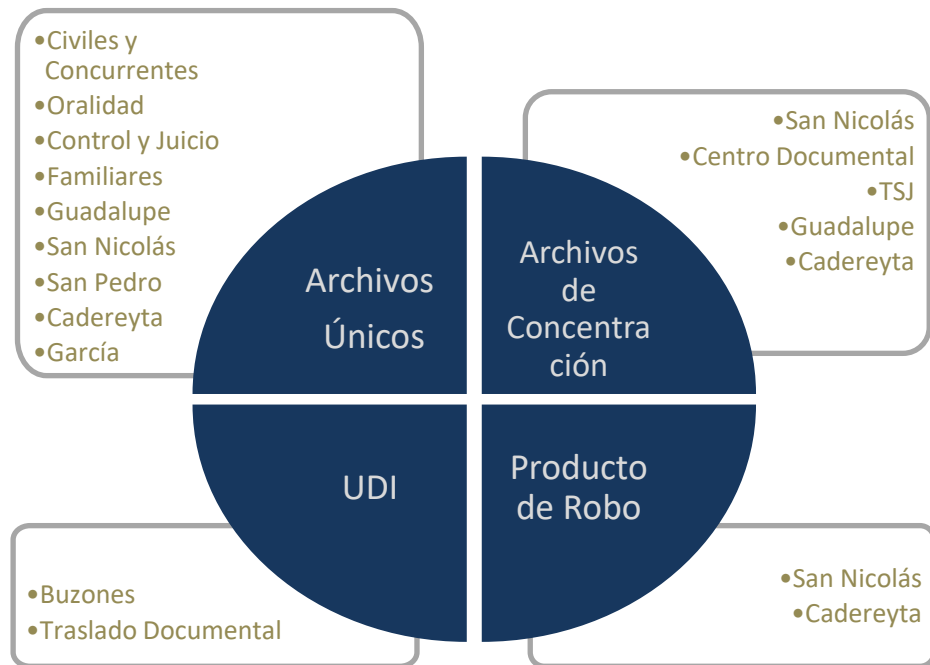 •Civiles y
Concurrentes
•Oralidad
•Control y Juicio
•Familiares
•Guadalupe
•San Nicolás
•San Pedro
•Cadereyta
•García
Archivos
Únicos
•San Nicolás
•Centro Documental
•TSJ
•Guadalupe
•Cadereyta
Archivos
de
Concentra
ción
UDI
•Buzones
•Traslado Documental
Producto
de Robo
•San Nicolás
•Cadereyta